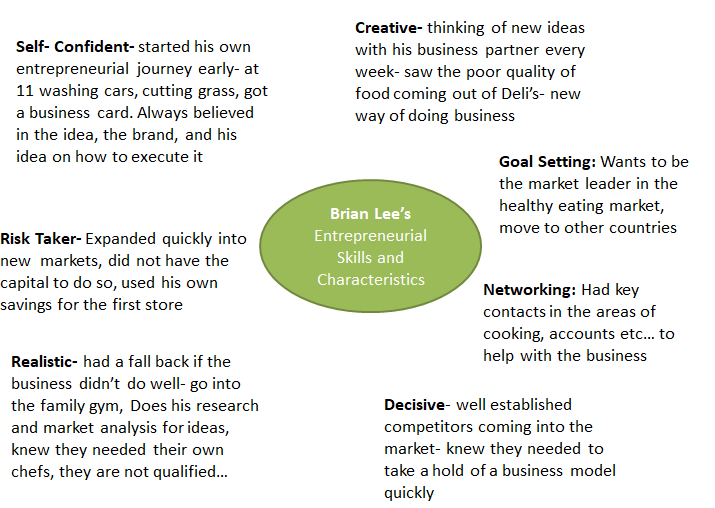 Self- Confident- started his own
entrepreneurial journey early- at
11 washing cars, cutting grass, got
a business card. Always believed
in the idea, the brand, and his
idea on how to execute it
Creative- thinking of new ideas
with his business partner every
week- saw the poor quality of
food coming out of Deli's- new
way of doing business
Goal Setting: Wants to be
the market leader in the
healthy eating market,
move to other countries
Brian Lee's
Entrepreneurial
Skills and
Characteristics
Risk Taker- Expanded quickly into
new markets, did not have the
capital to do so, used his own
savings for the first store
Networking: Had key
contacts in the areas of
cooking, accounts etc... to
help with the business
Realistic- had a fall back if the
business didn't do well- go into
the family gym, Does his research
and market analysis for ideas,
knew they needed their own
chefs, they are not qualified...
Decisive- well established
competitors coming into the
market- knew they needed to
take a hold of a business model
quickly